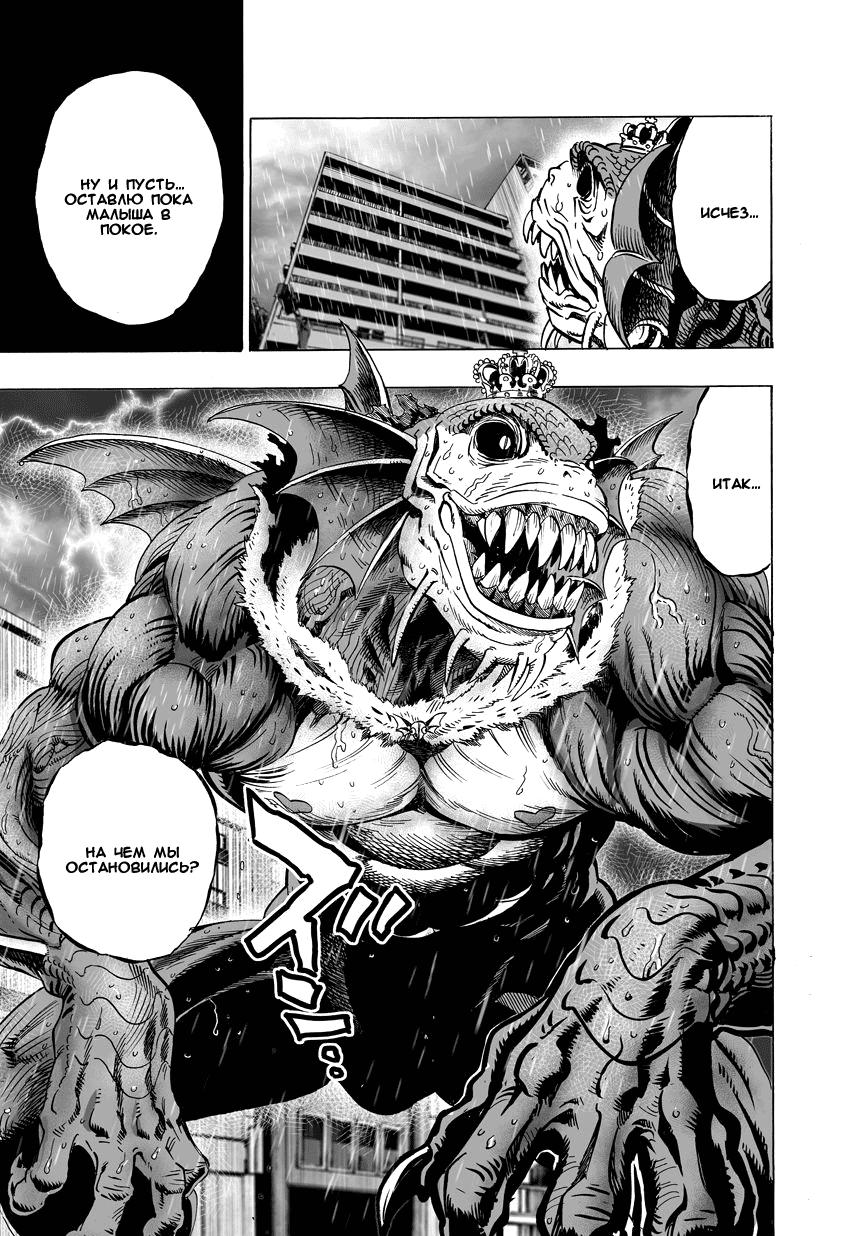 ИСЧЕЗ...
НУ И ПУСТЬ...
ОСТАВЛЮ ПОКА
МАЛЫША В
ПОКОЕ.
ИТАК...
НА ЧЕМ МЫ
ОСТАНОВИЛИСЬ?